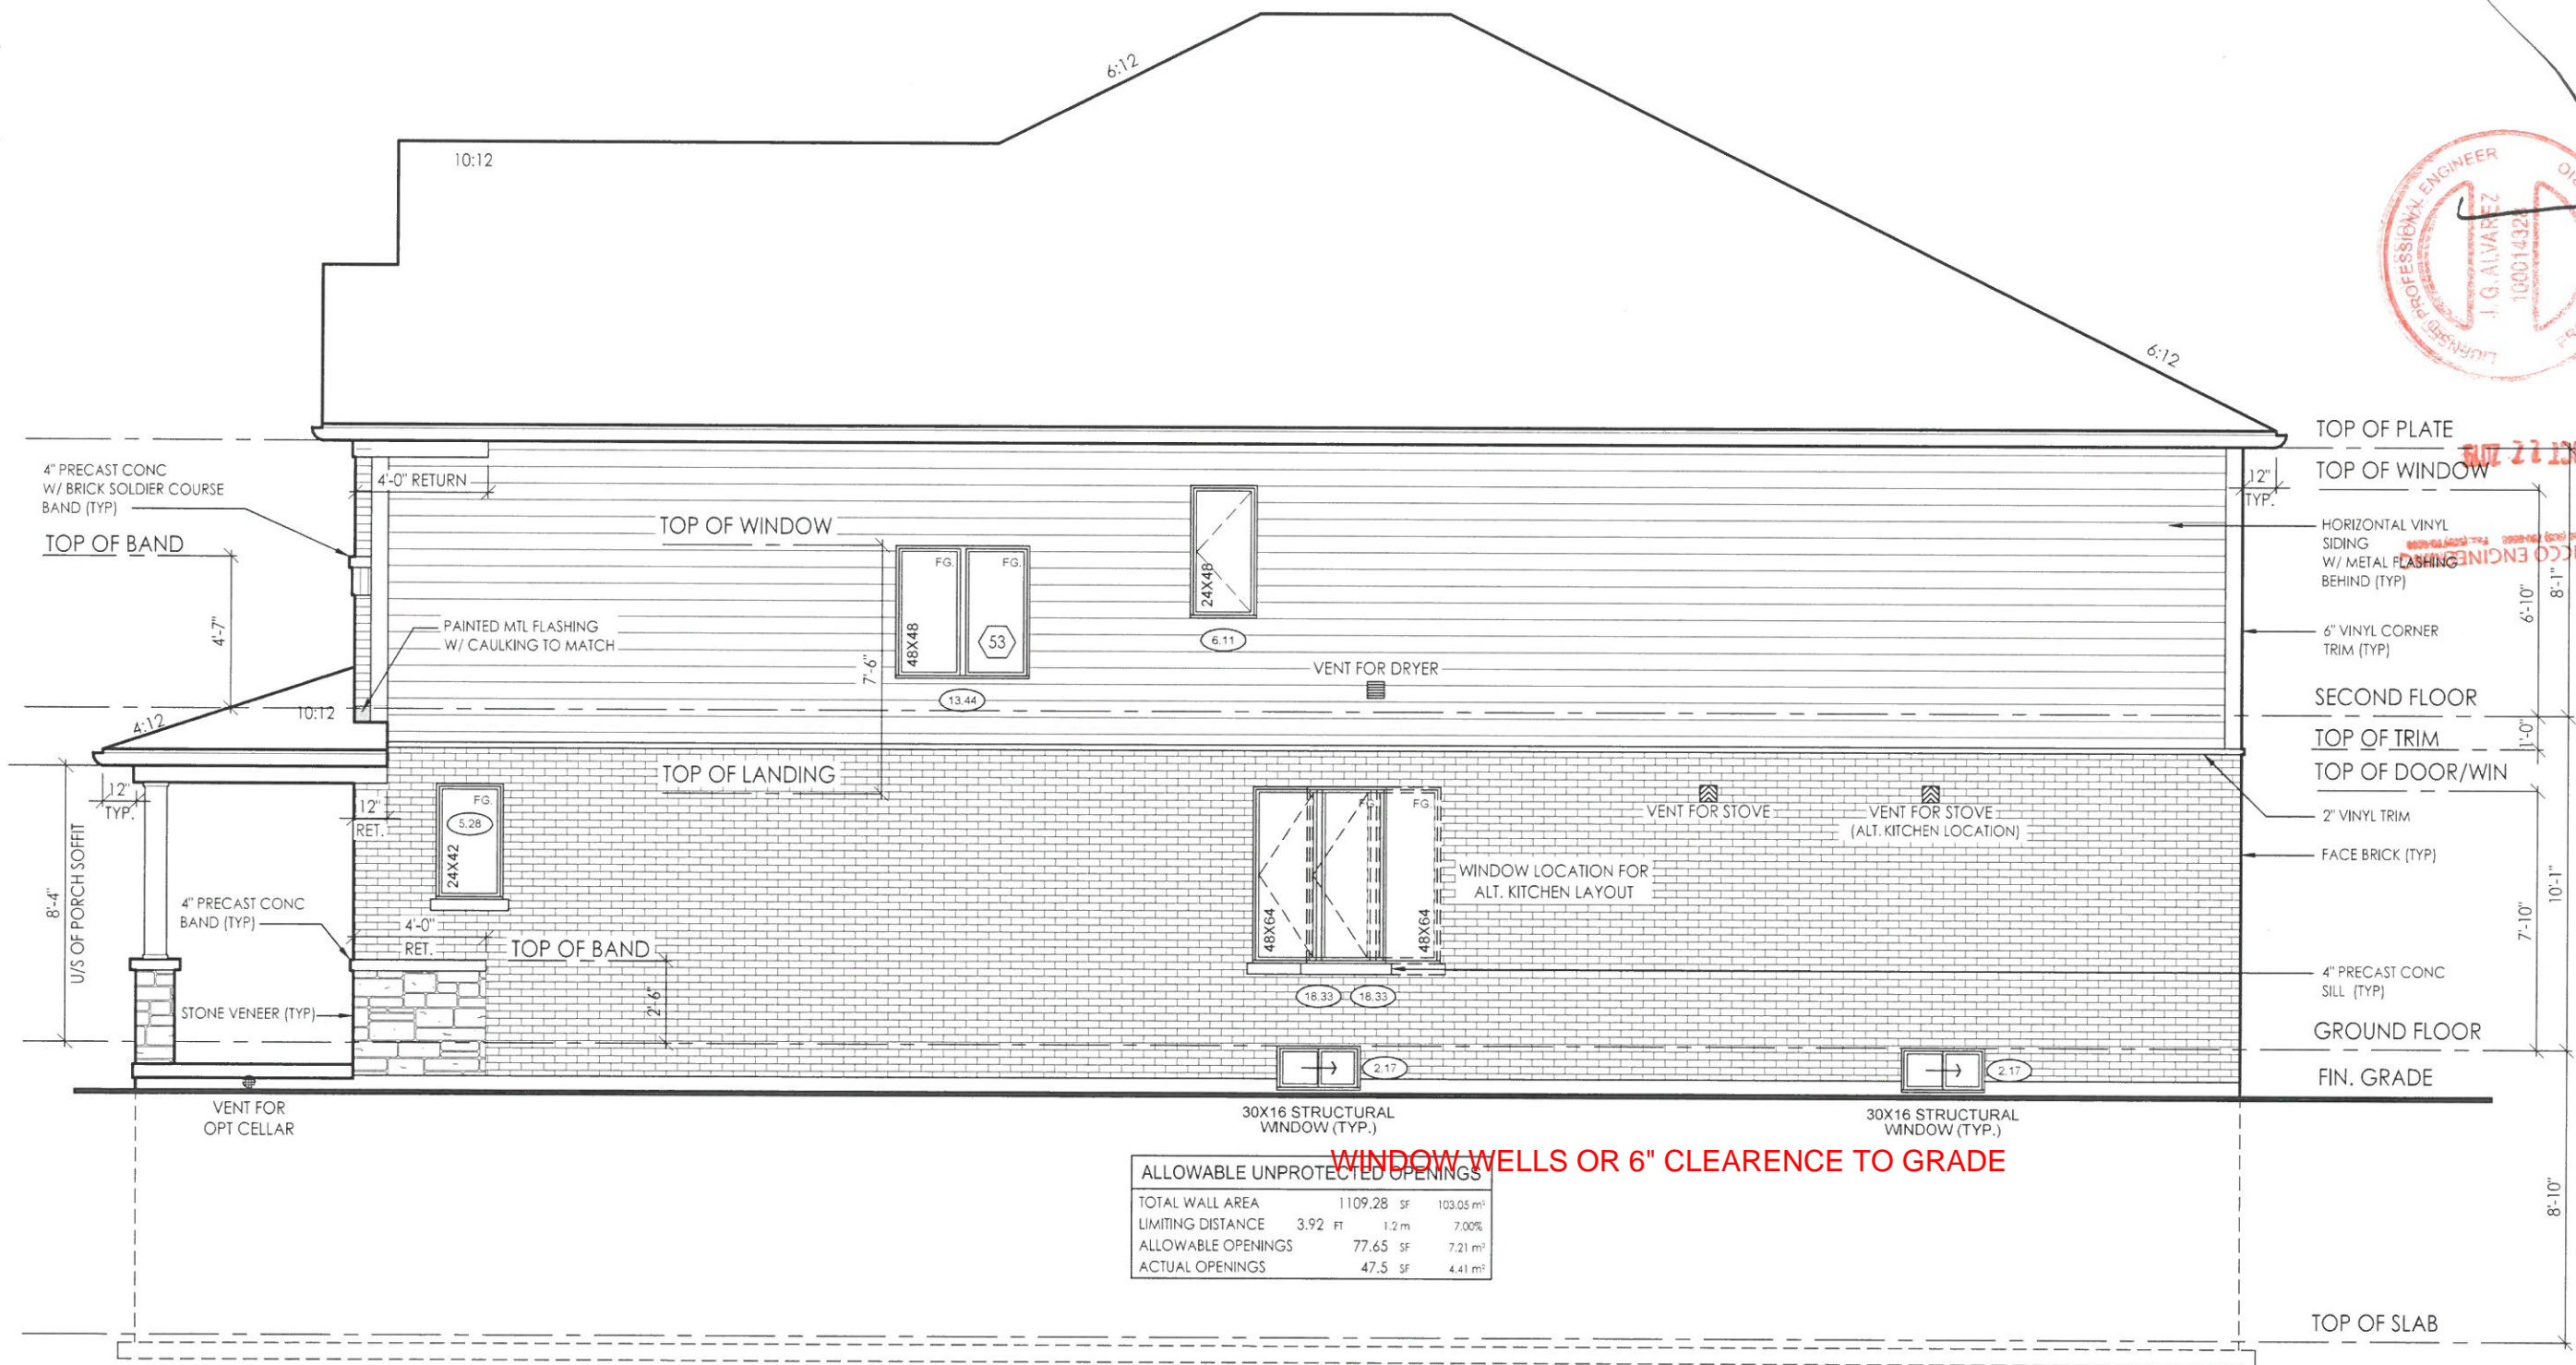 6:12
10:12
6:12
LICENSED PROFESSIONAL ENGINEER
J. G. ALVAREZ
TOP OF PLATE
TOP OF WINDOW
12"
TYP.
4" PRECAST CONC
W/ BRICK SOLDIER COURSE
BAND (TYP)
TOP OF BAND
4'-7"
4'-0" RETURN
TOP OF WINDOW
7'-6"
FG.
FG.
48X48
53
13.44
24X48
6.11
VENT FOR DRYER
PAINTED MTL FLASHING
W/ CAULKING TO MATCH
HORIZONTAL VINYL
SIDING
W/ METAL FLASHING
BEHIND (TYP)
ENGINEERING
6'-10"
8'-1"
6" VINYL CORNER
TRIM (TYP)
SECOND FLOOR
1'-0"
TOP OF TRIM
TOP OF DOOR/WIN
4:12
10:12
12"
TYP.
12"
RET.
TOP OF LANDING
FG.
5.28
24X42
8'-4"
U/S OF PORCH SOFFIT
4" PRECAST CONC
BAND (TYP)
4'-0"
RET.
TOP OF BAND
2'-6"
STONE VENEER (TYP)
FG.
FG.
48X64
48X64
18.33
18.33
WINDOW LOCATION FOR
ALT. KITCHEN LAYOUT
VENT FOR STOVE
VENT FOR STOVE
(ALT. KITCHEN LOCATION)
2" VINYL TRIM
FACE BRICK (TYP)
7'-10"
10'-1"
4" PRECAST CONC
SILL (TYP)
GROUND FLOOR
FIN. GRADE
2.17
2.17
VENT FOR
OPT CELLAR
30X16 STRUCTURAL
WINDOW (TYP.)
30X16 STRUCTURAL
WINDOW (TYP.)
WINDOW WELLS OR 6" CLEARENCE TO GRADE
ALLOWABLE UNPROTECTED OPENINGS
TOTAL WALL AREA 1109.28 SF 103.05 m²
LIMITING DISTANCE 3.92 FT 1.2 m 7.00%
ALLOWABLE OPENINGS 77.65 SF 7.21 m²
ACTUAL OPENINGS 47.5 SF 4.41 m²
8'-10"
TOP OF SLAB